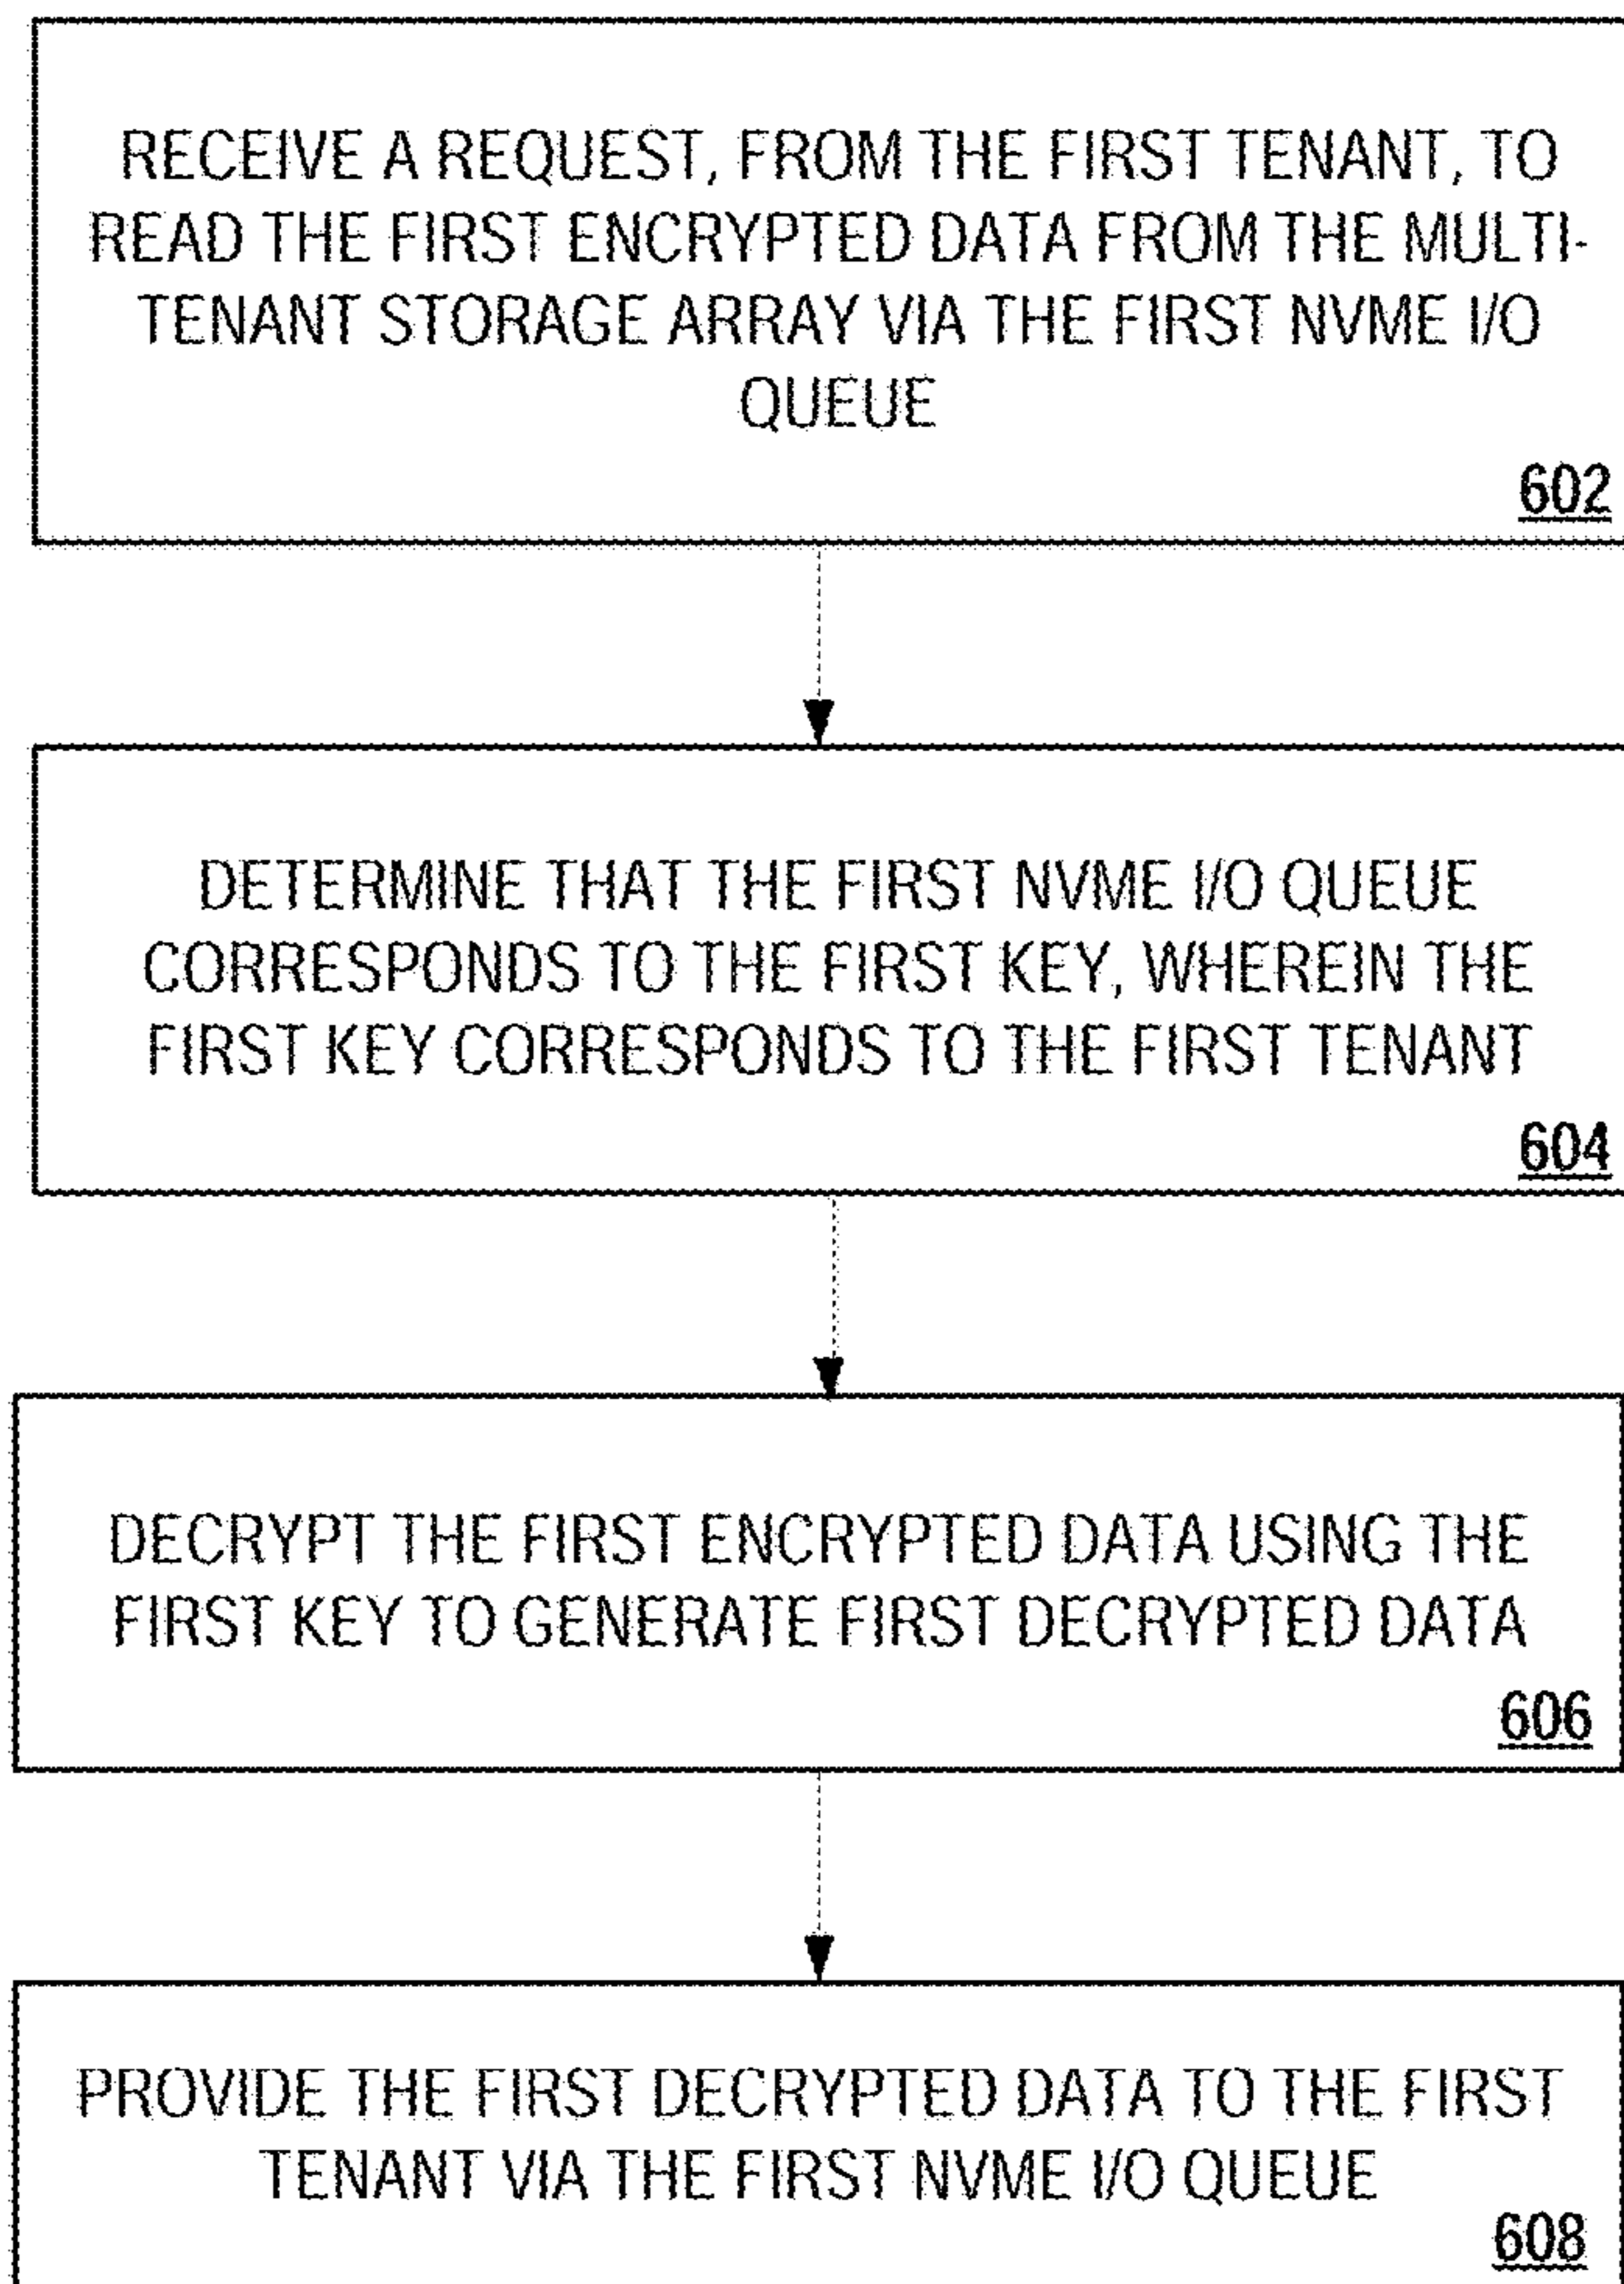 RECEIVE A REQUEST, FROM THE FIRST TENANT, TO
READ THE FIRST ENCRYPTED DATA FROM THE MULTI-
TENANT STORAGE ARRAY VIA THE FIRST NVME I/O
QUEUE
602
DETERMINE THAT THE FIRST NVME I/O QUEUE
CORRESPONDS TO THE FIRST KEY, WHEREIN THE
FIRST KEY CORRESPONDS TO THE FIRST TENANT
604
DECRYPT THE FIRST ENCRYPTED DATA USING THE
FIRST KEY TO GENERATE FIRST DECRYPTED DATA
606
PROVIDE THE FIRST DECRYPTED DATA TO THE FIRST
TENANT VIA THE FIRST NVME I/O QUEUE
608